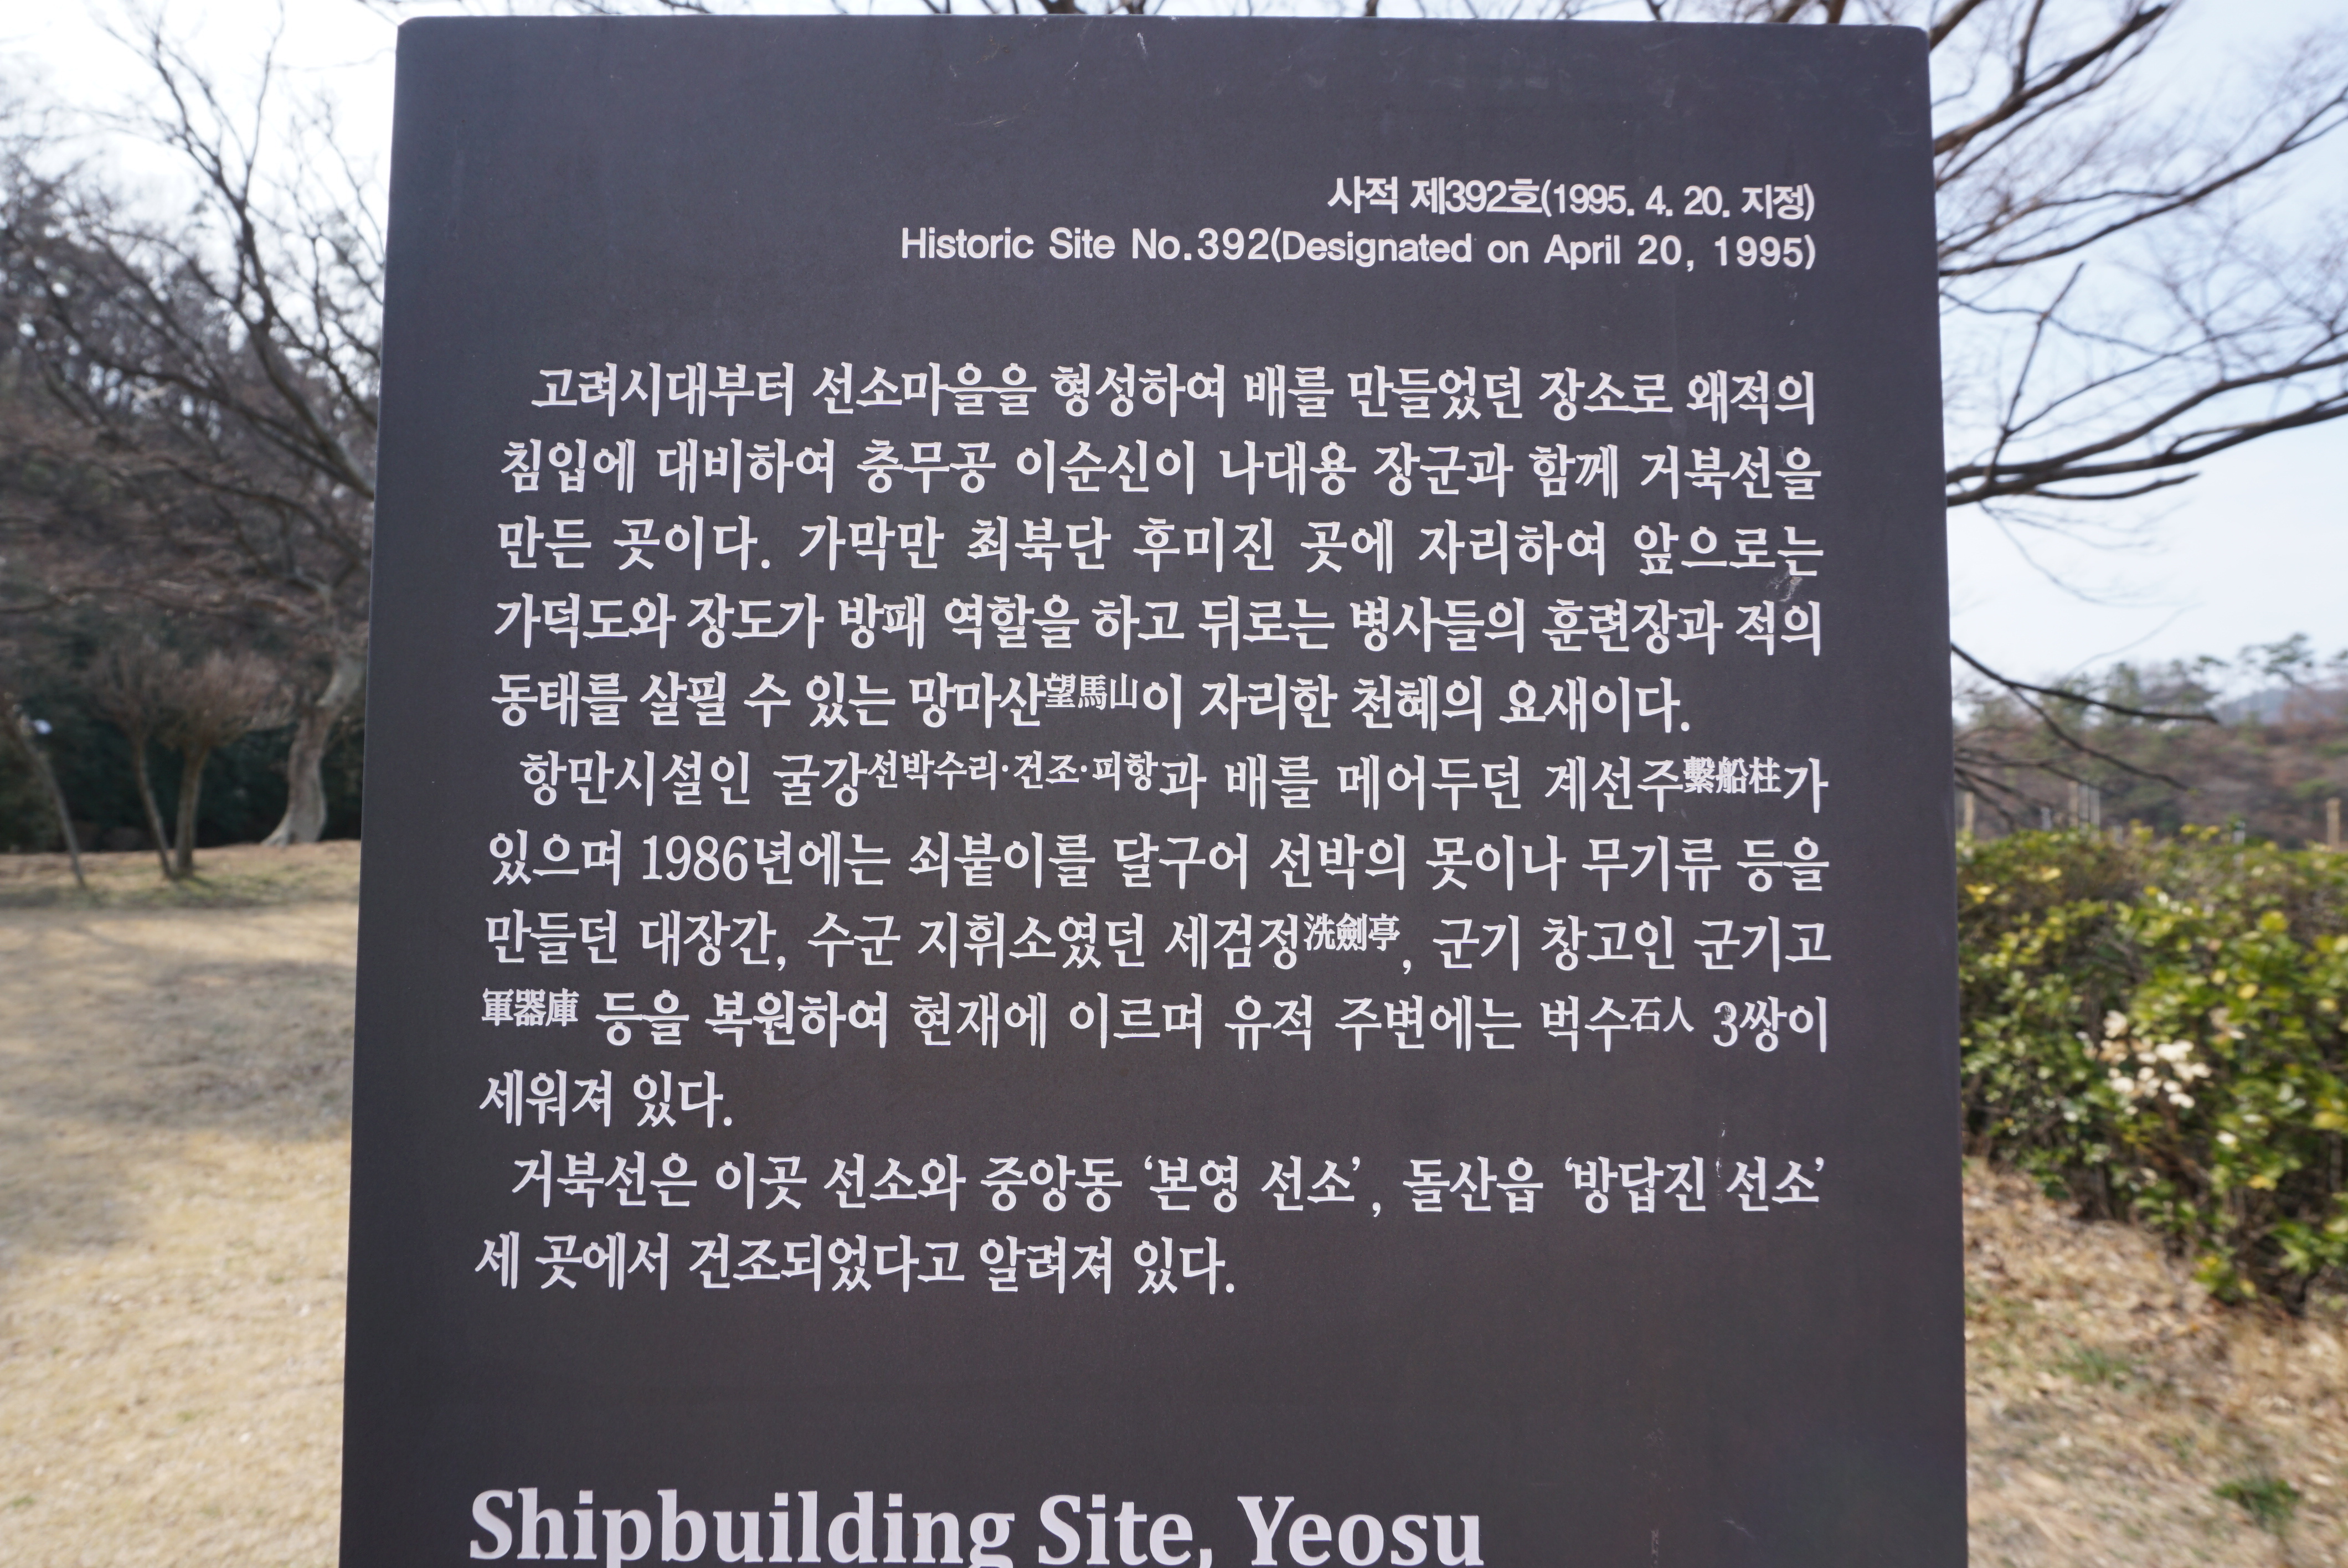 사적 제392호(1995. 4. 20. 지정)
Historic Site No.392(Designated on April 20, 1995)
고려시대부터 선소마을을 형성하여 배를 만들었던 장소로 왜적의
침입에 대비하여 충무공 이순신이 나대용 장군과 함께 거북선을
만든 곳이다. 가막만 최북단 후미진 곳에 자리하여 앞으로는
가덕도와 장도가 방패 역할을 하고 뒤로는 병사들의 훈련장과 적의
동태를 살필 수 있는 망마산望馬山이 자리한 천혜의 요새이다.
항만시설인 굴강선박수리·건조·피항과 배를 메어두던 계선주繫船柱가
있으며 1986년에는 쇠붙이를 달구어 선박의 못이나 무기류 등을
만들던 대장간, 수군 지휘소였던 세검정洗劍亭, 군기 창고인 군기고
軍器庫 등을 복원하여 현재에 이르며 유적 주변에는 벅수石人 3쌍이
세워져 있다.
거북선은 이곳 선소와 중앙동 ‘본영 선소’, 돌산읍 ‘방답진 선소’
세 곳에서 건조되었다고 알려져 있다.
Shipbuilding Site, Yeosu